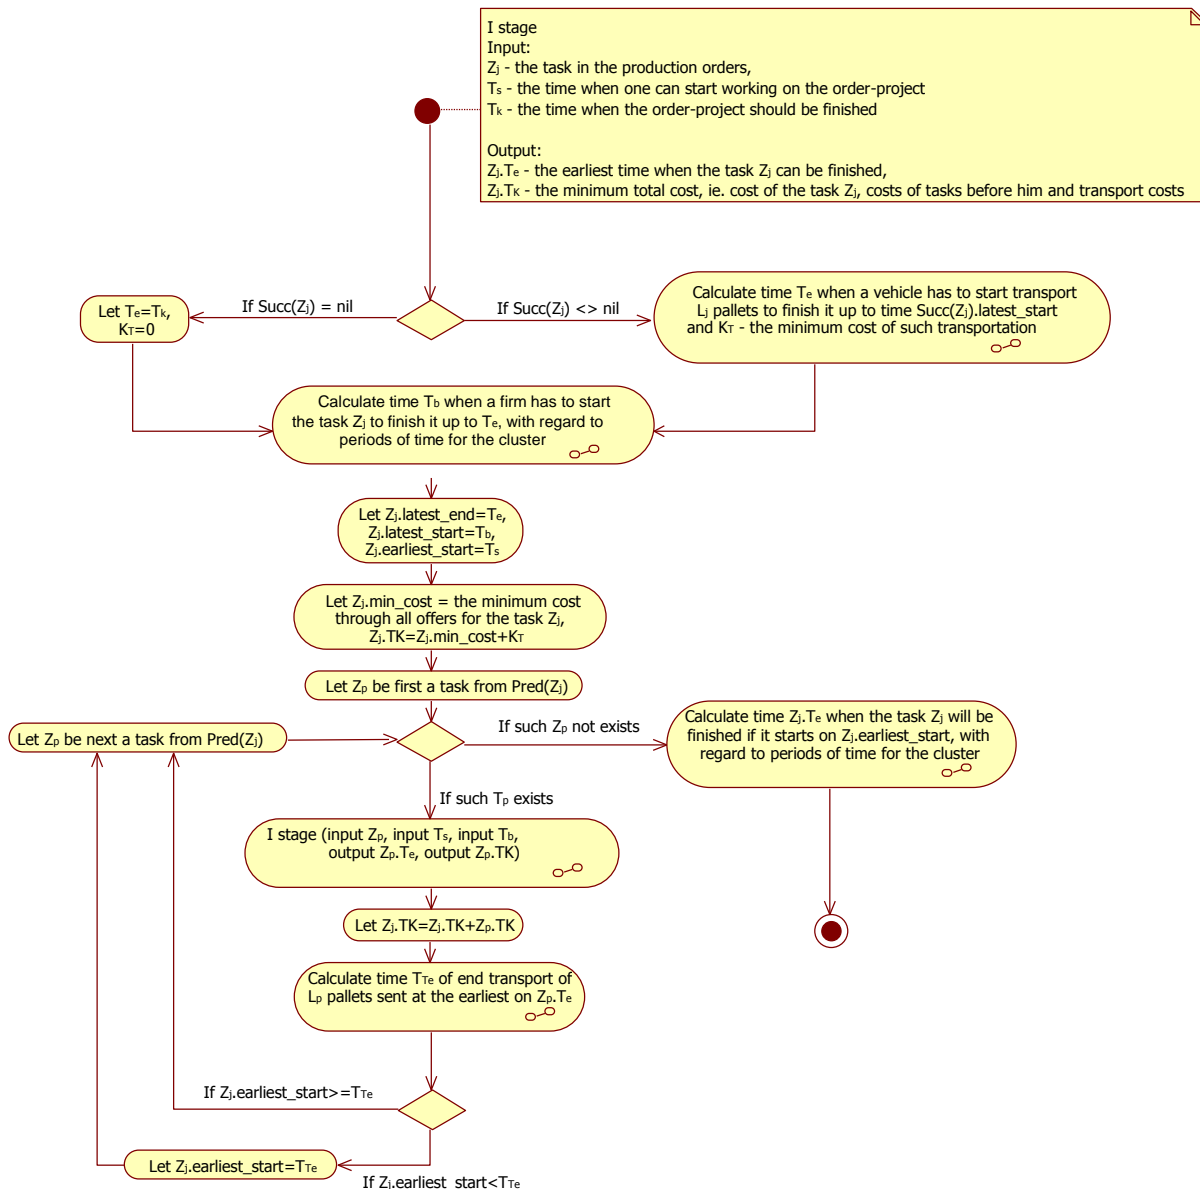 I stage
Input:
Zj - the task in the production orders,
Ts - the time when one can start working on the order-project
Tk - the time when the order-project should be finished
Output:
Zj.Te - the earliest time when the task Zj can be finished,
Zj.TK - the minimum total cost, ie. cost of the task Zj, costs of tasks before him and transport costs
If Succ(Zj) = nil
If Succ(Zj) <> nil
Let Te=Tk,
KT=0
Calculate time Te when a vehicle has to start transport
Lj pallets to finish it up to time Succ(Zj).latest_start
and KT - the minimum cost of such transportation
Calculate time Tb when a firm has to start
the task Zj to finish it up to Te, with regard to
periods of time for the cluster
Let Zj.latest_end=Te,
Zj.latest_start=Tb,
Zj.earliest_start=Ts
Let Zj.min_cost = the minimum cost
through all offers for the task Zj,
Zj.TK=Zj.min_cost+KT
Let Zp be first a task from Pred(Zj)
Let Zp be next a task from Pred(Zj)
If such Zp not exists
Calculate time Zj.Te when the task Zj will be
finished if it starts on Zj.earliest_start, with
regard to periods of time for the cluster
If such Tp exists
I stage (input Zp, input Ts, input Tb,
output Zp.Te, output Zp.TK)
Let Zj.TK=Zj.TK+Zp.TK
Calculate time TTe of end transport of
Lp pallets sent at the earliest on Zp.Te
If Zj.earliest_start>=TTe
Let Zj.earliest_start=TTe
If Zj.earliest_start<TTe